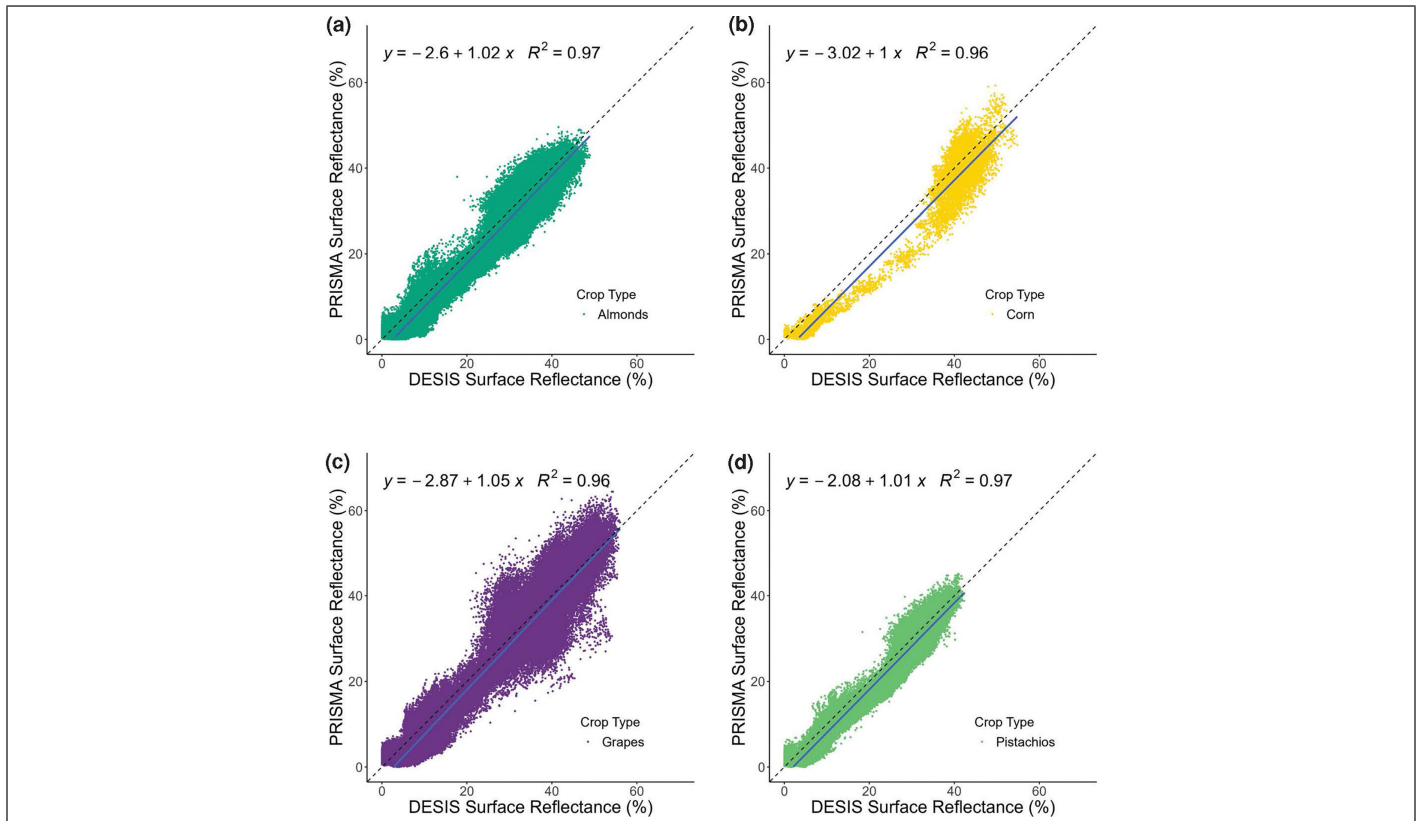 (a)
y = − 2.6 + 1.02 x R² = 0.97
PRISMA Surface Reflectance (%)
60
40
20
0
Crop Type
Almonds
0 20 40 60
DESIS Surface Reflectance (%)
(b)
y = − 3.02 + 1 x R² = 0.96
PRISMA Surface Reflectance (%)
60
40
20
0
Crop Type
Corn
0 20 40 60
DESIS Surface Reflectance (%)
(c)
y = − 2.87 + 1.05 x R² = 0.96
PRISMA Surface Reflectance (%)
60
40
20
0
Crop Type
Grapes
0 20 40 60
DESIS Surface Reflectance (%)
(d)
y = − 2.08 + 1.01 x R² = 0.97
PRISMA Surface Reflectance (%)
60
40
20
0
Crop Type
Pistachios
0 20 40 60
DESIS Surface Reflectance (%)